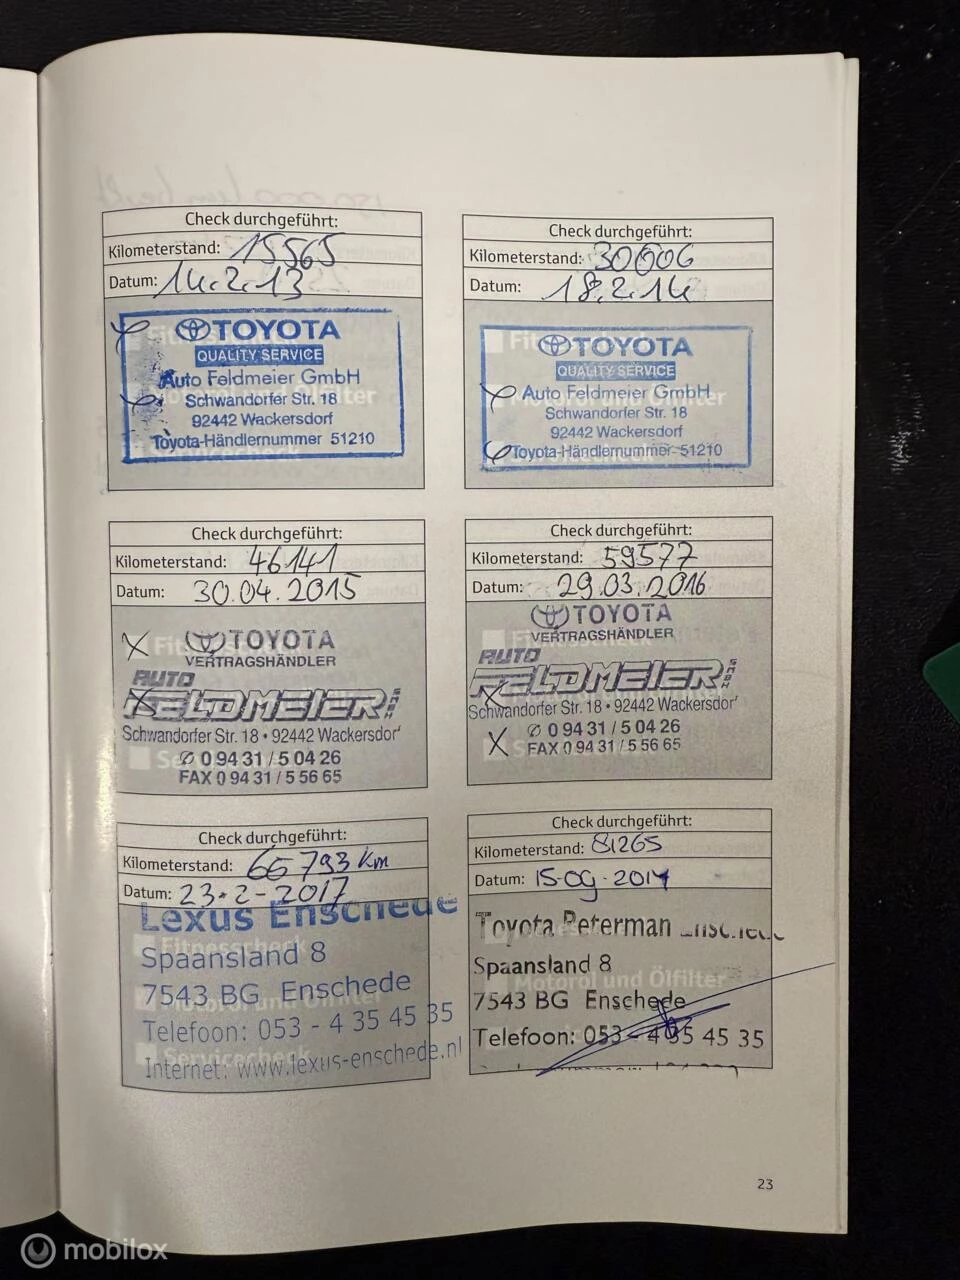 Check durchgeführt:
Kilometerstand: 15565
Datum: 14.2.13
TOYOTA
QUALITY SERVICE
Auto Feldmeier GmbH
Schwandorfer Str. 18
92442 Wackersdorf
Toyota-Händlernummer 51210
Check durchgeführt:
Kilometerstand: 30006
Datum: 18.2.14
TOYOTA
QUALITY SERVICE
Auto Feldmeier GmbH
Schwandorfer Str. 18
92442 Wackersdorf
Toyota-Händlernummer 51210
Check durchgeführt:
Kilometerstand: 46141
Datum: 30.04.2015
TOYOTA
VERTRAGSHÄNDLER
AUTO
FELDMEIER GMBH
Schwandorfer Str. 18 • 92442 Wackersdorf
✆ 0 94 31 / 5 04 26
FAX 0 94 31 / 5 56 65
Check durchgeführt:
Kilometerstand: 59577
Datum: 29.03.2016
TOYOTA
VERTRAGSHÄNDLER
AUTO
FELDMEIER GMBH
Schwandorfer Str. 18 • 92442 Wackersdorf
✆ 0 94 31 / 5 04 26
FAX 0 94 31 / 5 56 65
Check durchgeführt:
Kilometerstand: 66793 km
Datum: 23-2-2017
Lexus Enschede
Spaansland 8
7543 BG Enschede
Telefoon: 053 - 4 35 45 35
Internet: www.lexus-enschede.nl
Check durchgeführt:
Kilometerstand: 81265
Datum: 15-09-2017
Toyota Peterman Enschede
Spaansland 8
7543 BG Enschede
Telefoon: 053 - 4 35 45 35
23
mobilox